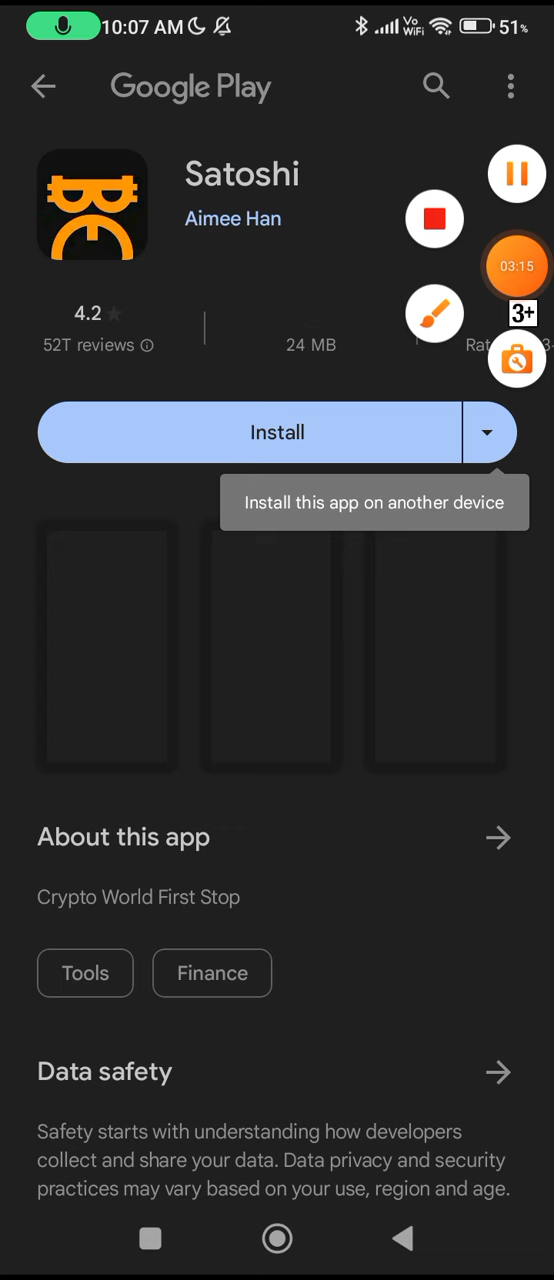 10:07 AM
Vo
WiFi
51%
Google Play
Satoshi
Aimee Han
03:15
3+
4.2
52T reviews
24 MB
Install
Install this app on another device
About this app
Crypto World First Stop
Tools
Finance
Data safety
Safety starts with understanding how developers
collect and share your data. Data privacy and security
practices may vary based on your use, region and age.